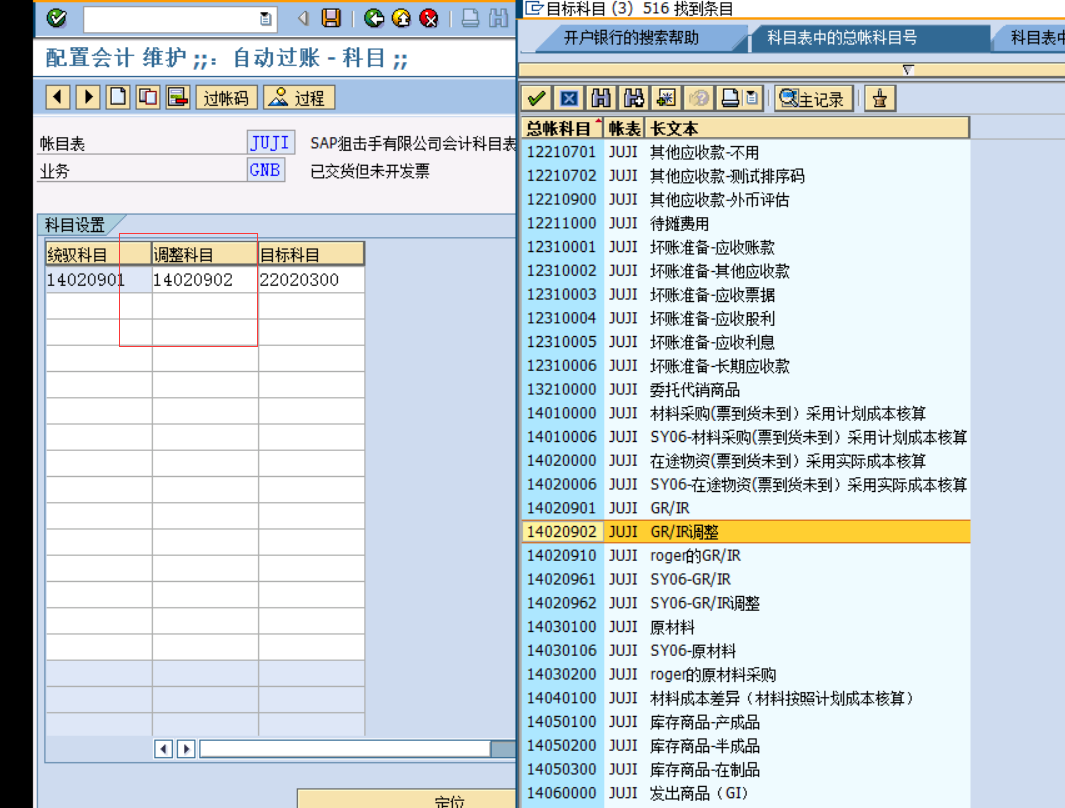 配置会计 维护 ;;: 自动过账 - 科目 ;;
过帐码 过程
帐目表 JUJI SAP狙击手有限公司会计科目表
业务 GNB 已交货但未开发票
科目设置
统驭科目 调整科目 目标科目
14020901 14020902 22020300
定位
目标科目 (3) 516 找到条目
开户银行的搜索帮助 科目表中的总帐科目号 科目表中
主记录
总帐科目 帐表 长文本
12210701 JUJI 其他应收款-不用
12210702 JUJI 其他应收款-测试排序码
12210900 JUJI 其他应收款-外币评估
12211000 JUJI 待摊费用
12310001 JUJI 坏账准备-应收账款
12310002 JUJI 坏账准备-其他应收款
12310003 JUJI 坏账准备-应收票据
12310004 JUJI 坏账准备-应收股利
12310005 JUJI 坏账准备-应收利息
12310006 JUJI 坏账准备-长期应收款
13210000 JUJI 委托代销商品
14010000 JUJI 材料采购(票到货未到）采用计划成本核算
14010006 JUJI SY06-材料采购(票到货未到）采用计划成本核算
14020000 JUJI 在途物资(票到货未到）采用实际成本核算
14020006 JUJI SY06-在途物资(票到货未到）采用实际成本核算
14020901 JUJI GR/IR
14020902 JUJI GR/IR调整
14020910 JUJI roger的GR/IR
14020961 JUJI SY06-GR/IR
14020962 JUJI SY06-GR/IR调整
14030100 JUJI 原材料
14030106 JUJI SY06-原材料
14030200 JUJI roger的原材料采购
14040100 JUJI 材料成本差异（材料按照计划成本核算）
14050100 JUJI 库存商品-产成品
14050200 JUJI 库存商品-半成品
14050300 JUJI 库存商品-在制品
14060000 JUJI 发出商品（GI）